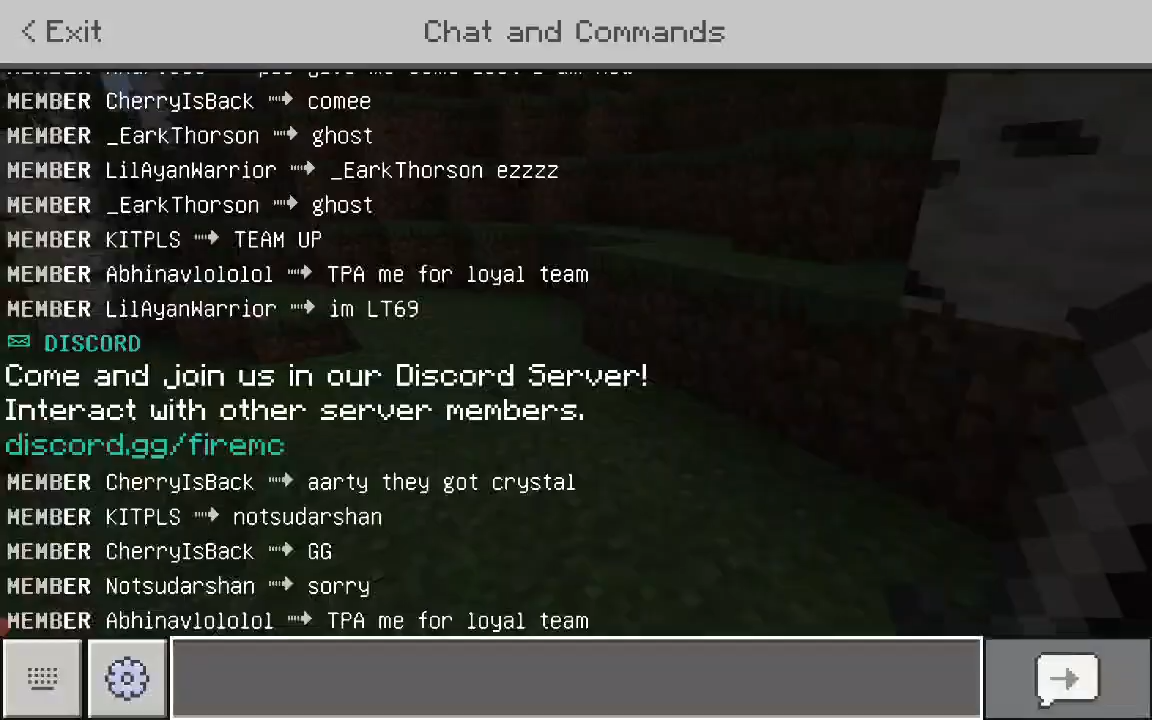 < Exit
Chat and Commands
MEMBER CherryIsBack → comee
MEMBER _EarkThorson → ghost
MEMBER LilAyanWarrior → _EarkThorson ezzzz
MEMBER _EarkThorson → ghost
MEMBER KITPLS → TEAM UP
MEMBER Abhinavlololol → TPA me for loyal team
MEMBER LilAyanWarrior → im LT69
✉ DISCORD
Come and join us in our Discord Server!
Interact with other server members.
discord.gg/firemc
MEMBER CherryIsBack → aarty they got crystal
MEMBER KITPLS → notsudarshan
MEMBER CherryIsBack → GG
MEMBER Notsudarshan → sorry
MEMBER Abhinavlololol → TPA me for loyal team